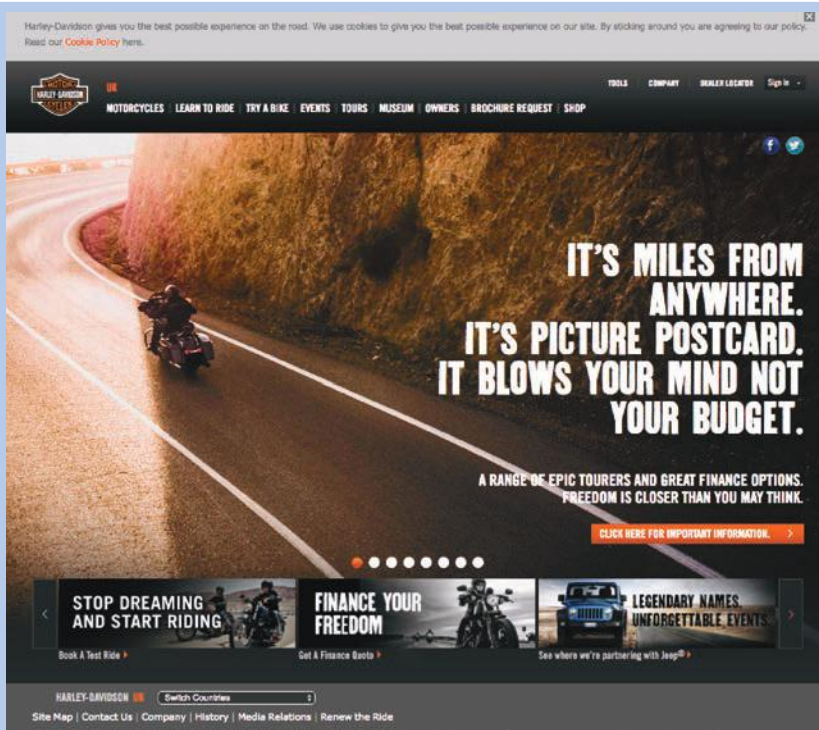 Harley-Davidson gives you the best possible experience on the road. We use cookies to give you the best possible experience on our site. By sticking around you are agreeing to our policy.
Read our Cookie Policy here.
MOTOR
HARLEY-DAVIDSON
CYCLES
UK
TOOLS | COMPANY | DEALER LOCATOR Sign in
MOTORCYCLES | LEARN TO RIDE | TRY A BIKE | EVENTS | TOURS | MUSEUM | OWNERS | BROCHURE REQUEST | SHOP
IT'S MILES FROM
ANYWHERE.
IT'S PICTURE POSTCARD.
IT BLOWS YOUR MIND NOT
YOUR BUDGET.
A RANGE OF EPIC TOURERS AND GREAT FINANCE OPTIONS.
FREEDOM IS CLOSER THAN YOU MAY THINK.
CLICK HERE FOR IMPORTANT INFORMATION. >
STOP DREAMING
AND START RIDING
Book A Test Ride
FINANCE YOUR
FREEDOM
Get A Finance Quote
LEGENDARY NAMES.
UNFORGETTABLE EVENTS
See where we're partnering with Jeep®
HARLEY-DAVIDSON UK Switch Countries
Site Map | Contact Us | Company | History | Media Relations | Renew the Ride